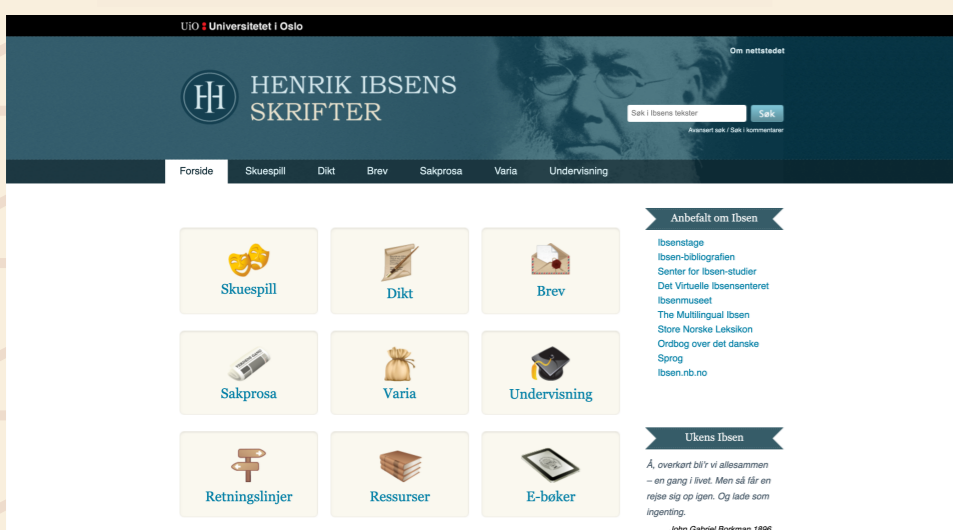 UiO Universitetet i Oslo
Om nettstedet
HENRIK IBSENS
SKRIFTER
Søk i Ibsens tekster
Søk
Avansert søk / Søk i kommentarer
Forside Skuespill Dikt Brev Sakprosa Varia Undervisning
Skuespill
Dikt
Brev
Sakprosa
Varia
Undervisning
Retningslinjer
Ressurser
E-bøker
Anbefalt om Ibsen
Ibsenstage
Ibsen-bibliografien
Senter for Ibsen-studier
Det Virtuelle Ibsensenteret
Ibsenmuseet
The Multilingual Ibsen
Store Norske Leksikon
Ordbog over det danske
Sprog
Ibsen.nb.no
Ukens Ibsen
Å, overkørt bli'r vi allesammen
– en gang i livet. Men så får en
rejse sig op igen. Og lade som
ingenting.
John Gabriel Borkman 1896